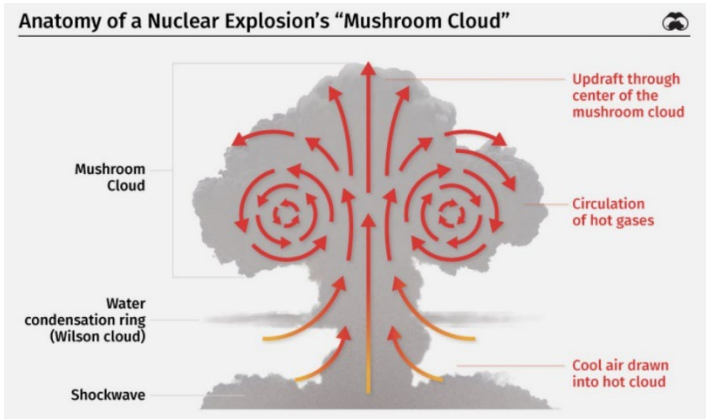 Anatomy of a Nuclear Explosion’s “Mushroom Cloud”
Updraft through
center of the
mushroom cloud
Mushroom
Cloud
Circulation
of hot gases
Water
condensation ring
(Wilson cloud)
Cool air drawn
into hot cloud
Shockwave